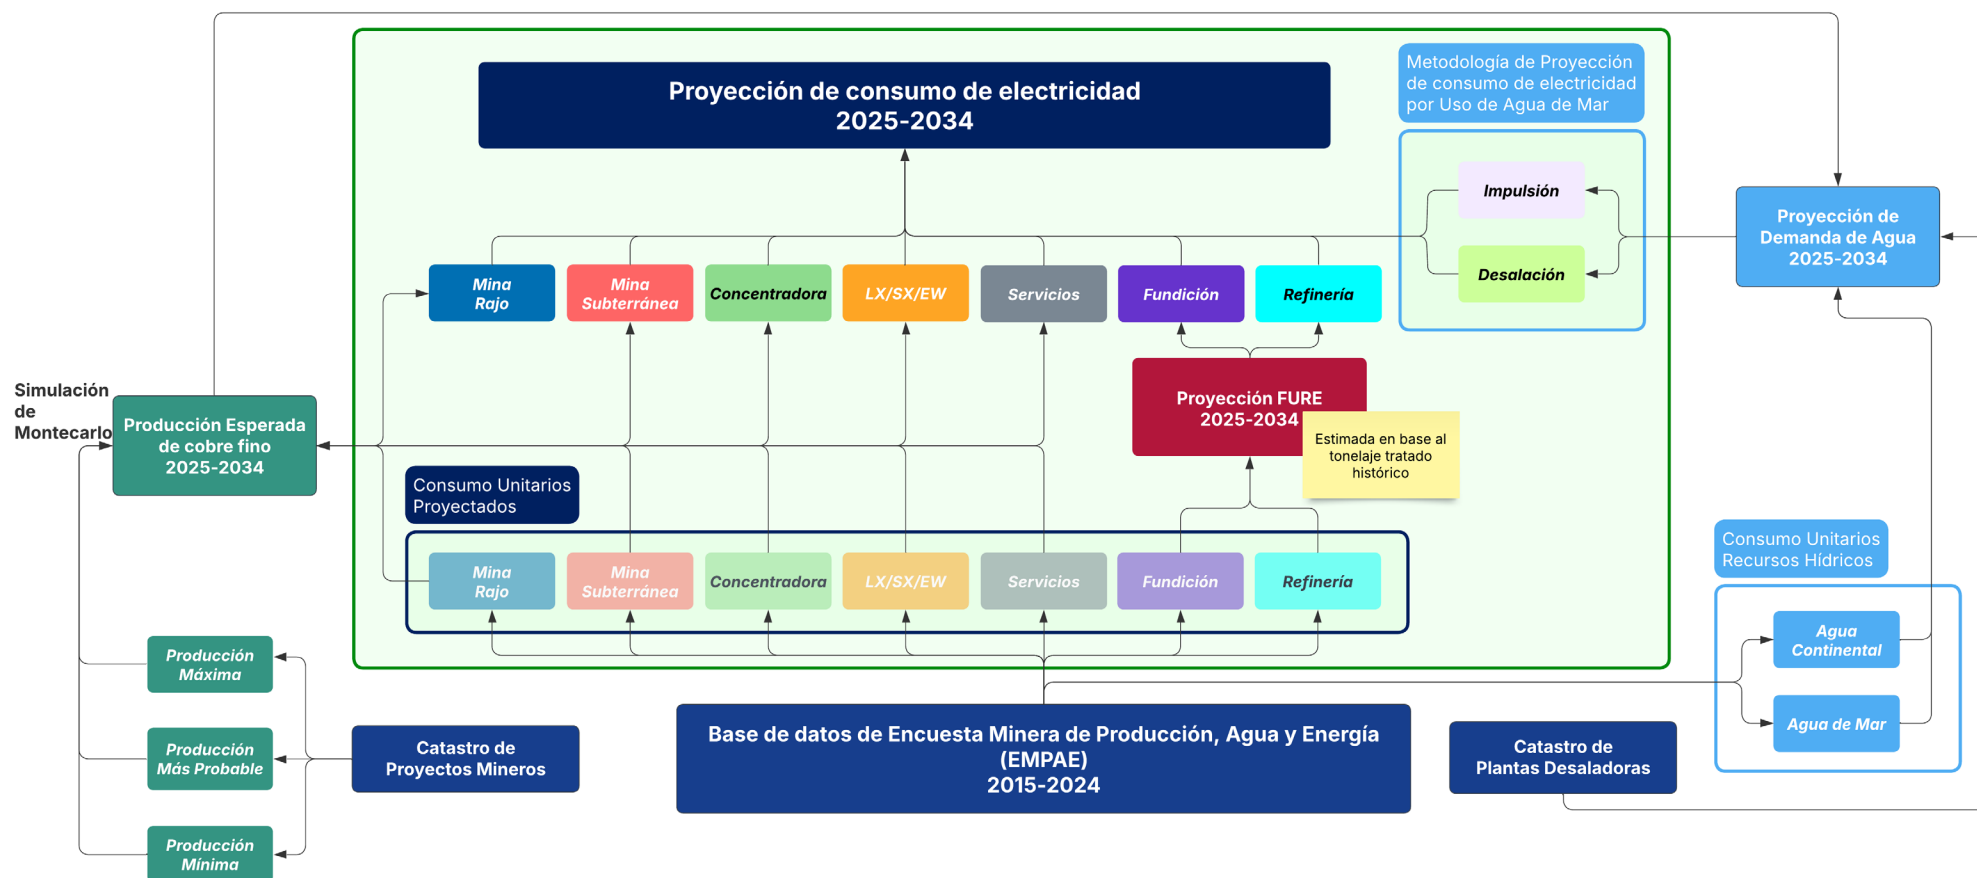 Proyección de consumo de electricidad
2025-2034
Metodología de Proyección
de consumo de electricidad
por Uso de Agua de Mar
Impulsión
Desalación
Proyección de
Demanda de Agua
2025-2034
Mina
Rajo
Mina
Subterránea
Concentradora
LX/SX/EW
Servicios
Fundición
Refinería
Simulación
de
Montecarlo
Producción Esperada
de cobre fino
2025-2034
Proyección FURE
2025-2034
Estimada en base al
tonelaje tratado
histórico
Consumo Unitarios
Proyectados
Mina
Rajo
Mina
Subterránea
Concentradora
LX/SX/EW
Servicios
Fundición
Refinería
Consumo Unitarios
Recursos Hídricos
Agua
Continental
Agua de Mar
Producción
Máxima
Producción
Más Probable
Producción
Mínima
Catastro de
Proyectos Mineros
Base de datos de Encuesta Minera de Producción, Agua y Energía
(EMPAE)
2015-2024
Catastro de
Plantas Desaladoras